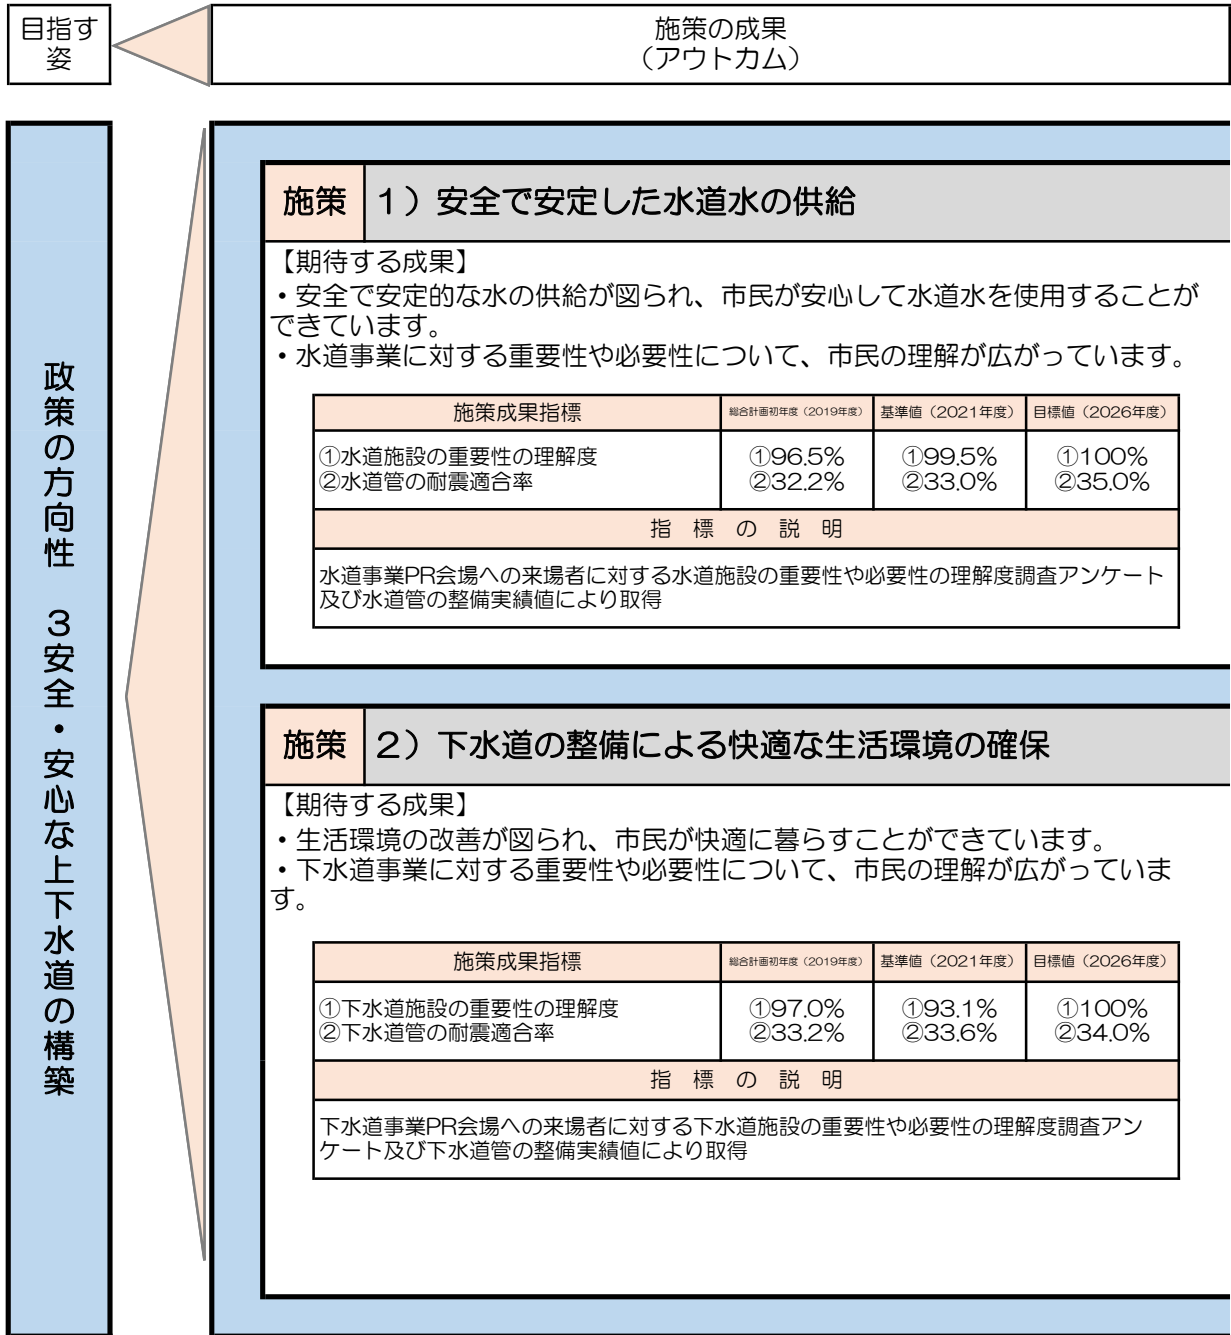 目指す
姿
施策の成果
（アウトカム）
政策の方向性　３安全・安心な上下水道の構築
施策
１）安全で安定した水道水の供給
【期待する成果】
・安全で安定的な水の供給が図られ、市民が安心して水道水を使用することが
できています。
・水道事業に対する重要性や必要性について、市民の理解が広がっています。
施策成果指標
総合計画初年度（2019年度）
基準値（2021年度）
目標値（2026年度）
①水道施設の重要性の理解度
②水道管の耐震適合率
①96.5%
②32.2%
①99.5%
②33.0%
①100%
②35.0%
指　標　の　説　明
水道事業PR会場への来場者に対する水道施設の重要性や必要性の理解度調査アンケート
及び水道管の整備実績値により取得
施策
２）下水道の整備による快適な生活環境の確保
【期待する成果】
・生活環境の改善が図られ、市民が快適に暮らすことができています。
・下水道事業に対する重要性や必要性について、市民の理解が広がっていま
す。
施策成果指標
総合計画初年度（2019年度）
基準値（2021年度）
目標値（2026年度）
①下水道施設の重要性の理解度
②下水道管の耐震適合率
①97.0%
②33.2%
①93.1%
②33.6%
①100%
②34.0%
指　標　の　説　明
下水道事業PR会場への来場者に対する下水道施設の重要性や必要性の理解度調査アン
ケート及び下水道管の整備実績値により取得